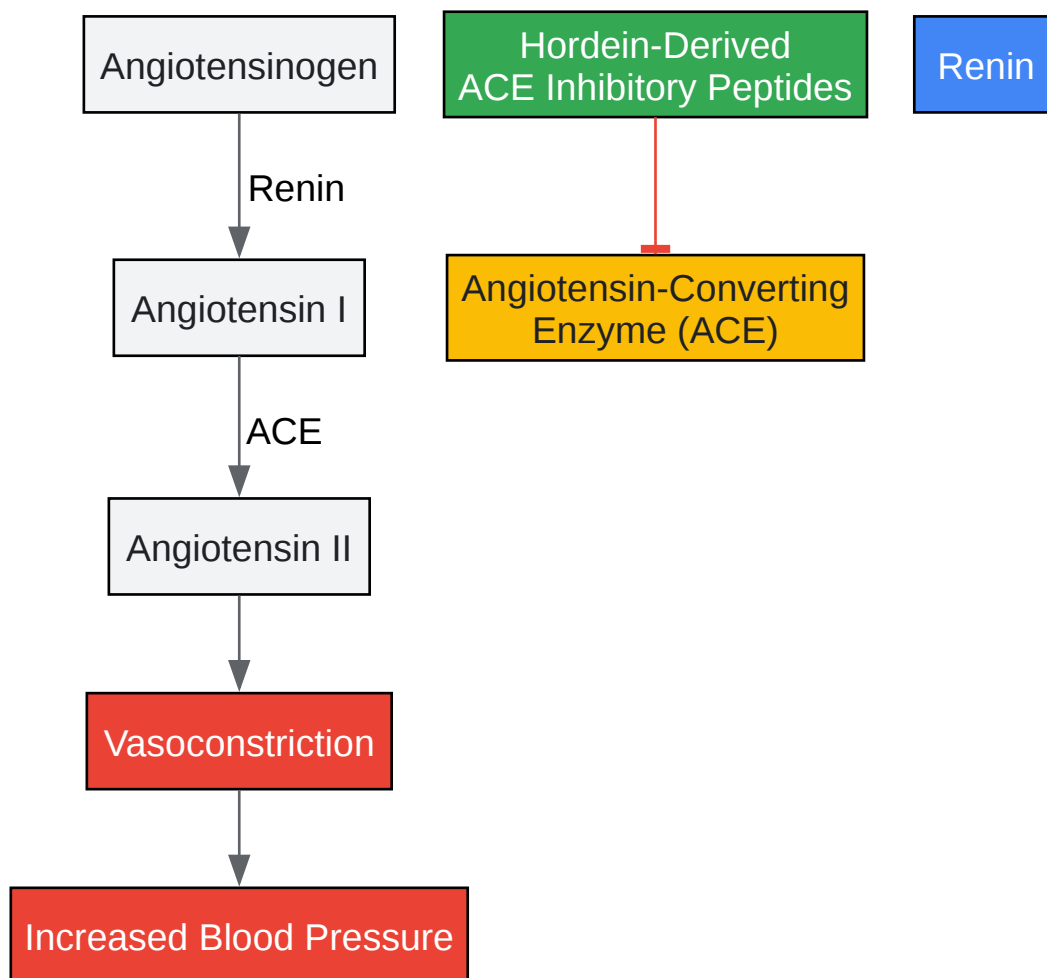 Angiotensinogen
Hordein-Derived
ACE Inhibitory Peptides
Renin
Renin
Angiotensin I
Angiotensin-Converting
Enzyme (ACE)
ACE
Angiotensin II
Vasoconstriction
Increased Blood Pressure